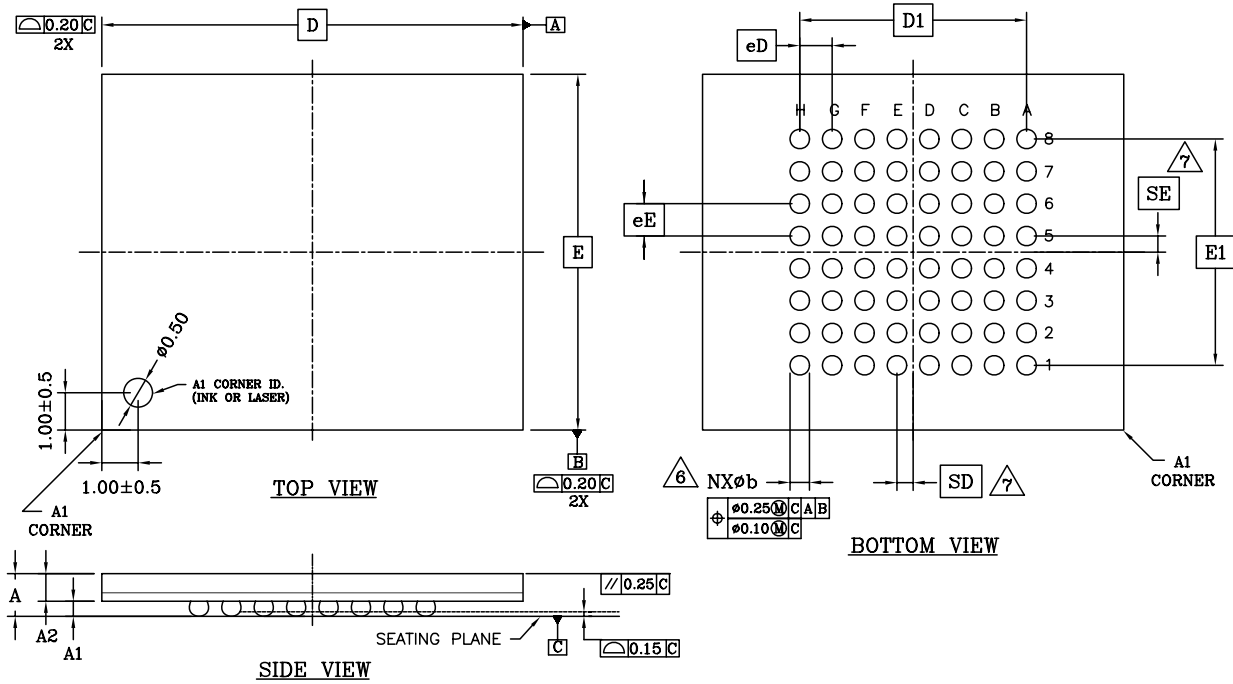 0.20 C
2X
D
A
E
B
0.20 C
2X
ø0.50
A1 CORNER ID.
(INK OR LASER)
1.00±0.5
1.00±0.5
A1
CORNER
TOP VIEW
D1
eD
H G F E D C B A
8
7
6
5
4
3
2
1
7
SE
eE
E1
6
NXøb
ø0.25Ⓜ C A B
ø0.10Ⓜ C
SD
7
A1
CORNER
BOTTOM VIEW
A
A2
A1
// 0.25 C
SEATING PLANE
C
0.15 C
SIDE VIEW